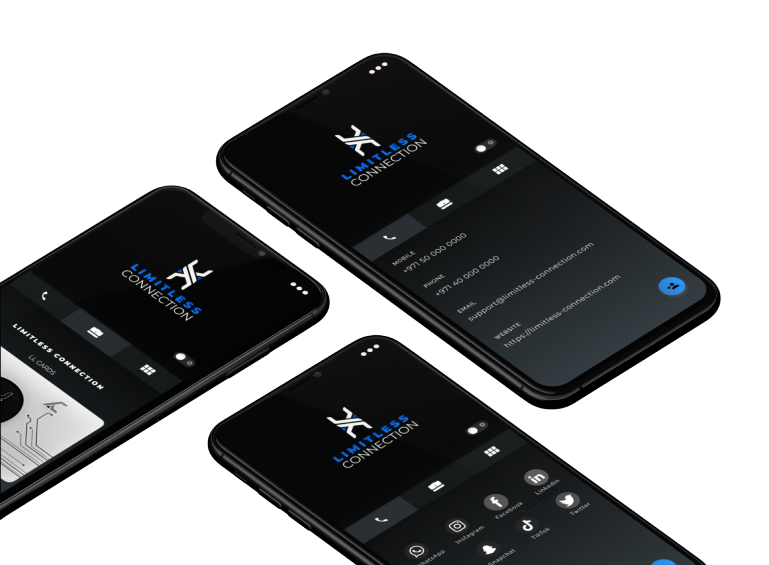 LIMITLESS
CONNECTION
MOBILE
+971 50 000 0000
PHONE
+971 40 000 0000
EMAIL
support@limitless-connection.com
WEBSITE
https://limitless-connection.com
LIMITLESS
CONNECTION
LIMITLESS CONNECTION
LL CARDS
LIMITLESS
CONNECTION
WhatsApp
Instagram
Facebook
Linkedin
Snapchat
TikTok
Twitter